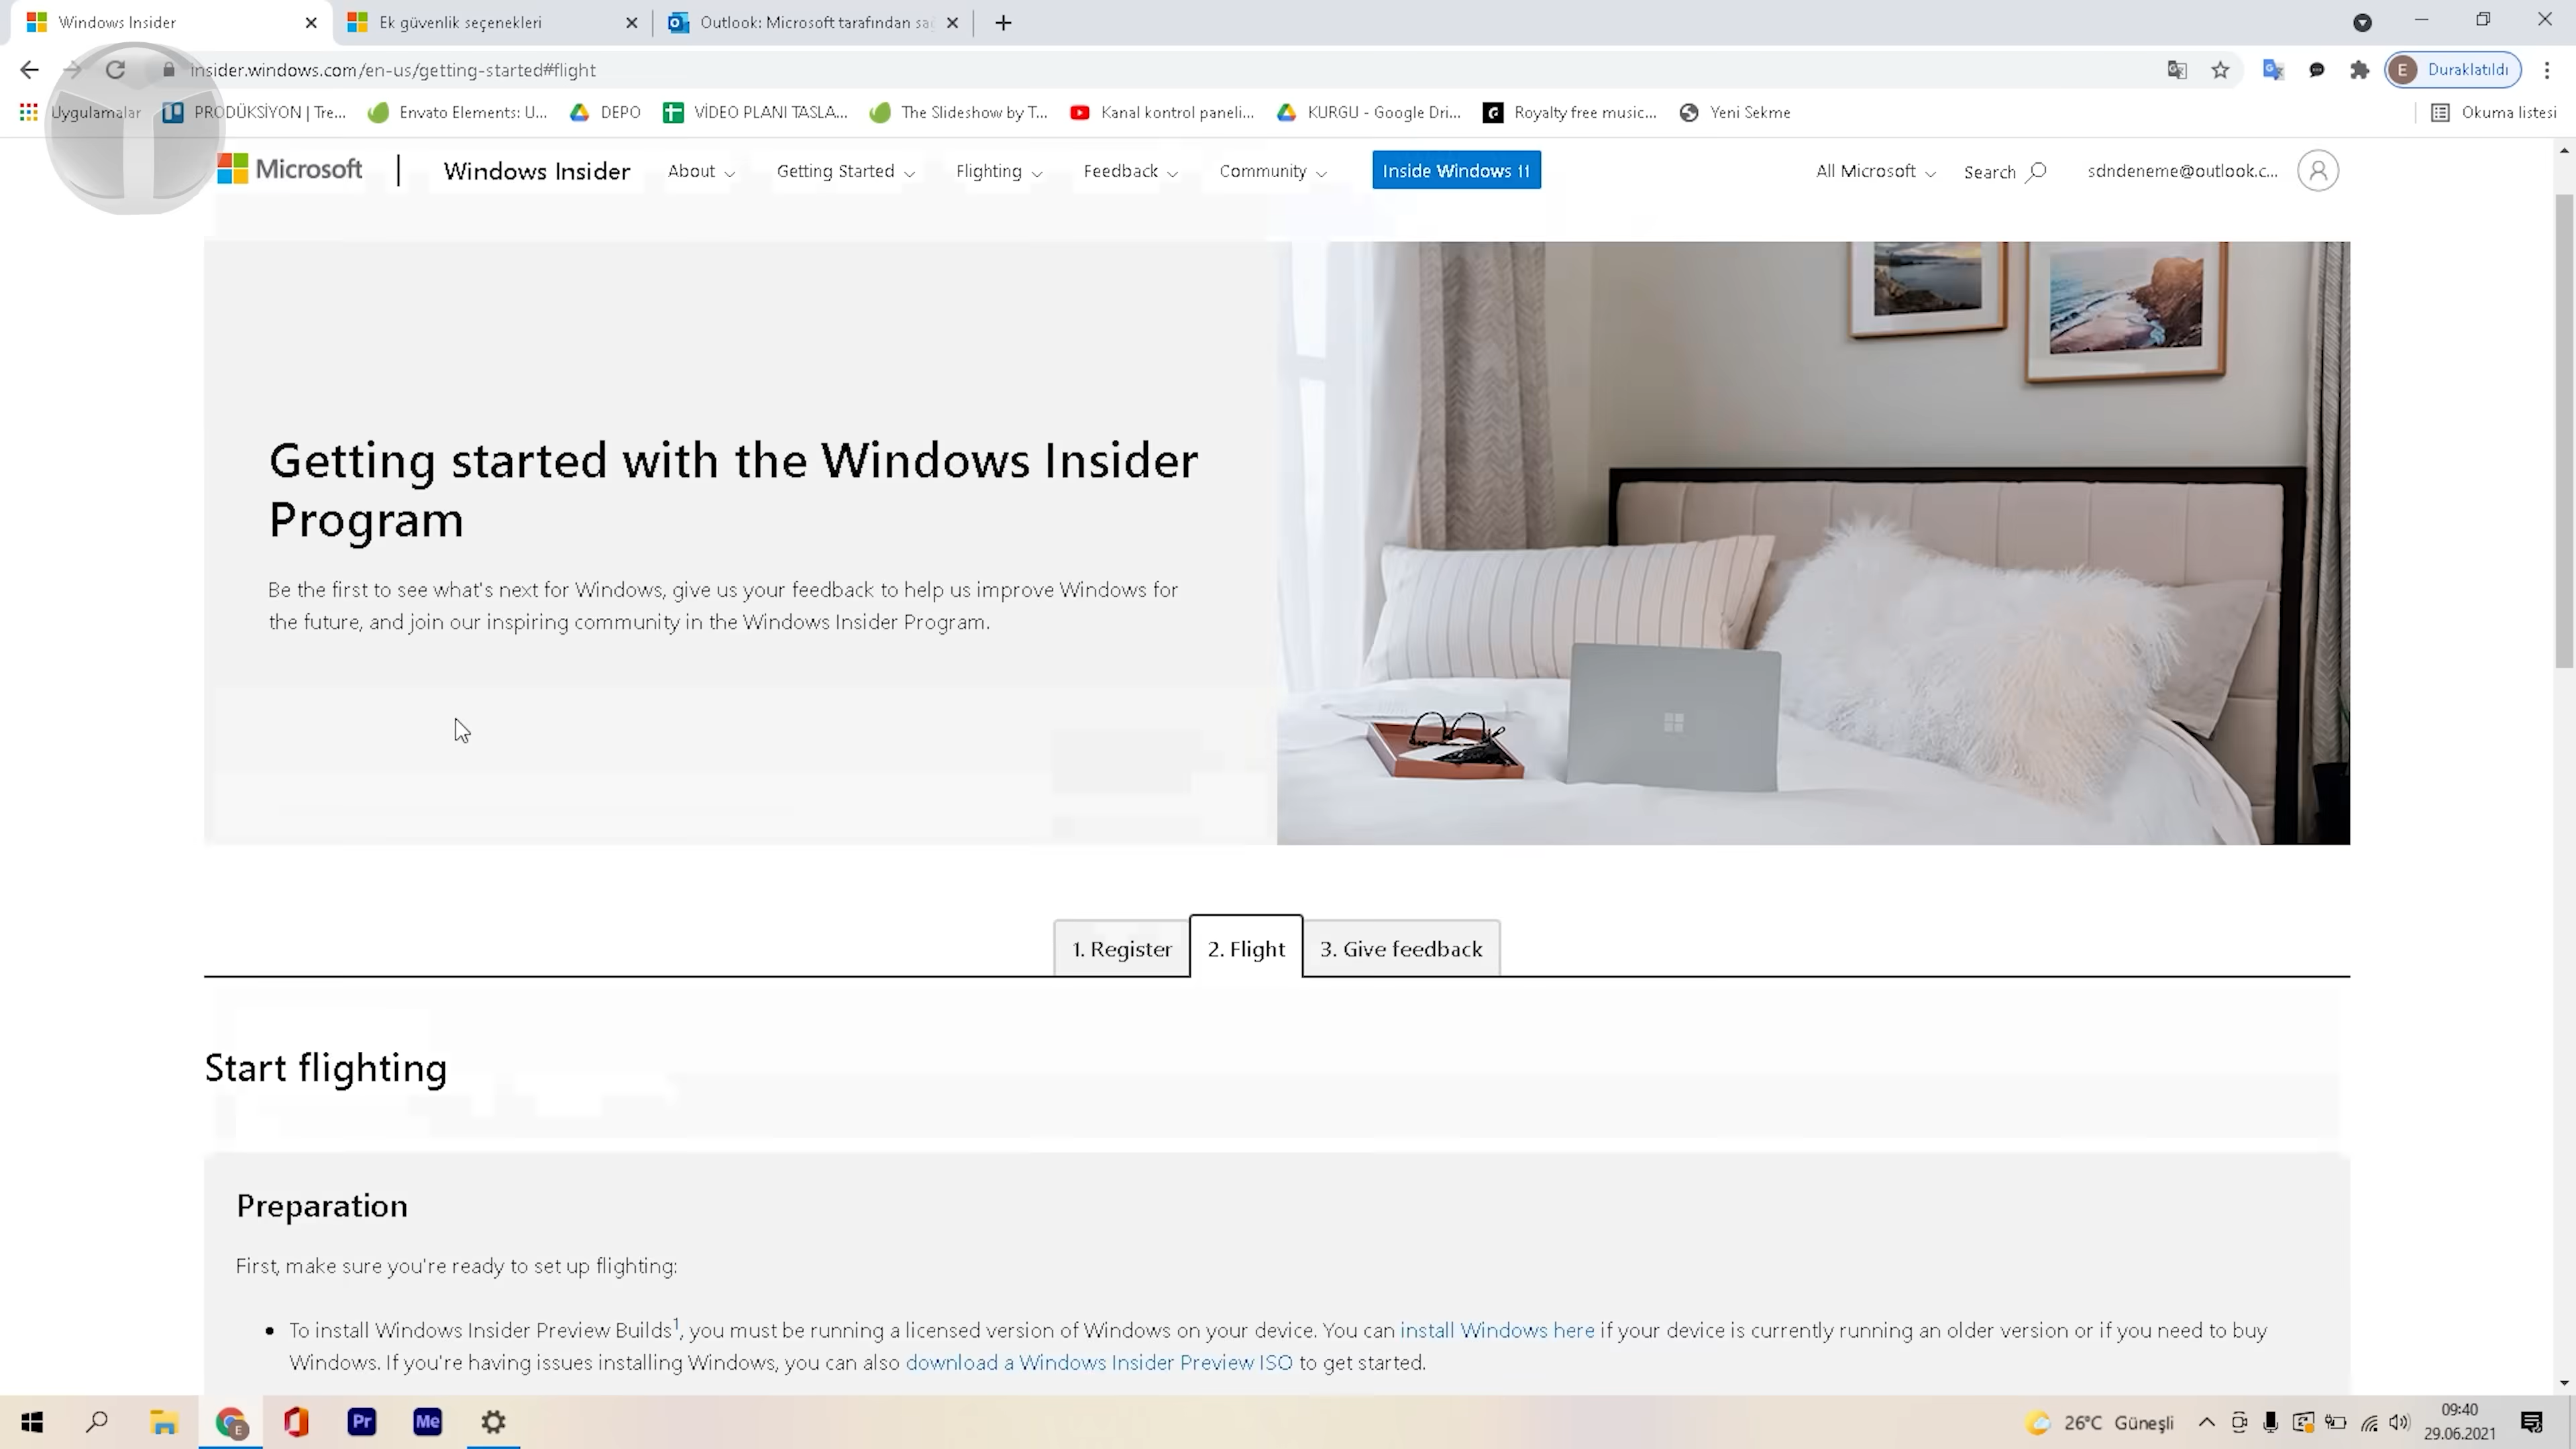 Windows Insider
Ek güvenlik seçenekleri
Outlook: Microsoft tarafından sağ
insider.windows.com/en-us/getting-started#flight
E Duraklatıldı
Uygulamalar
PRODÜKSİYON | Tre...
Envato Elements: U...
DEPO
VİDEO PLANI TASLA...
The Slideshow by T...
Kanal kontrol paneli...
KURGU - Google Dri...
Royalty free music...
Yeni Sekme
Okuma listesi
Microsoft
Windows Insider
About
Getting Started
Flighting
Feedback
Community
Inside Windows 11
All Microsoft
Search
sdndeneme@outlook.c...
Getting started with the Windows Insider
Program
Be the first to see what's next for Windows, give us your feedback to help us improve Windows for
the future, and join our inspiring community in the Windows Insider Program.
1. Register
2. Flight
3. Give feedback
Start flighting
Preparation
First, make sure you're ready to set up flighting:
• To install Windows Insider Preview Builds¹, you must be running a licensed version of Windows on your device. You can install Windows here if your device is currently running an older version or if you need to buy
Windows. If you're having issues installing Windows, you can also download a Windows Insider Preview ISO to get started.
E
Pr
Me
26°C Güneşli
09:40
29.06.2021